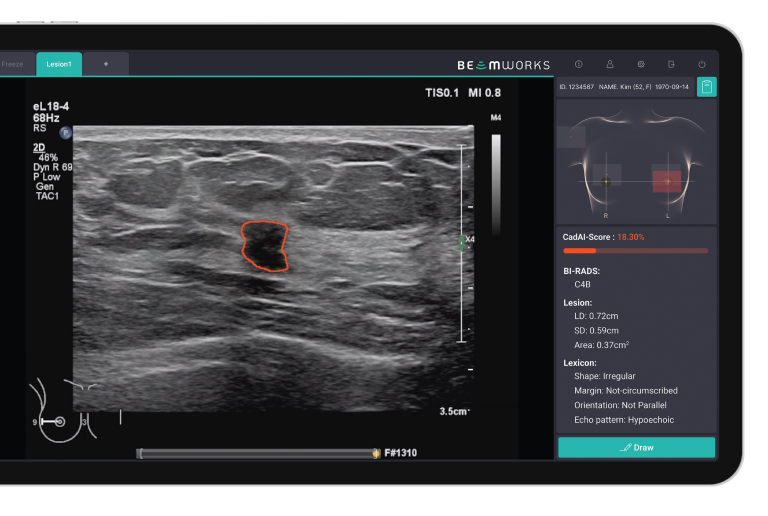 Freeze
Lesion1
+
BEAMWORKS
ID. 1234567 NAME. Kim (52, F) 1970-09-14
TIS0.1 MI 0.8
eL18-4
68Hz
RS
P
M4
2D
46%
Dyn R 69
P Low
Gen
TAC1
X4
R
L
CadAI-Score : 18.30%
BI-RADS:
C4B
Lesion:
LD: 0.72cm
SD: 0.59cm
Area: 0.37cm²
Lexicon:
Shape: Irregular
Margin: Not-circumscribed
Orientation: Not Parallel
Echo pattern: Hypoechoic
9
3
3.5cm
F#1310
Draw